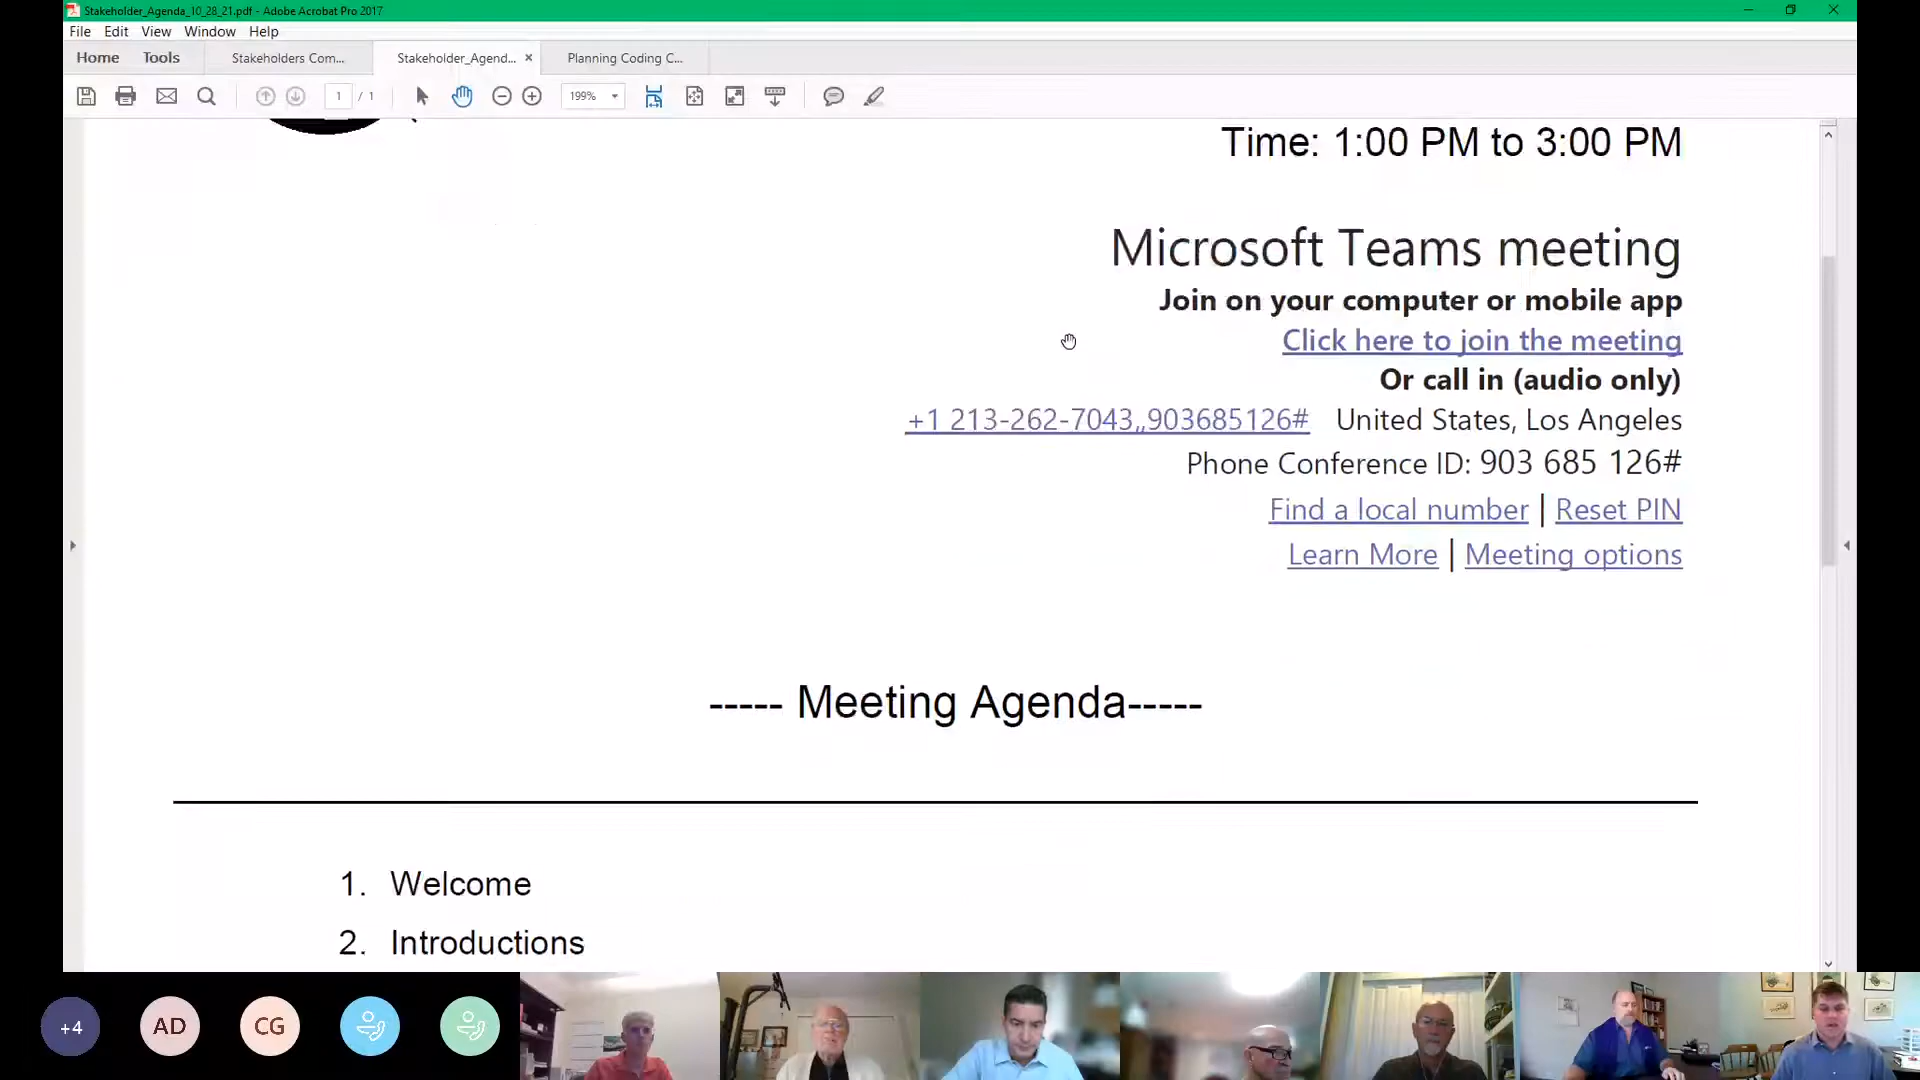 Stakeholder_Agenda_10_28_21.pdf - Adobe Acrobat Pro 2017
File Edit View Window Help
Home Tools Stakeholders Com... Stakeholder_Agend... × Planning Coding C...
1 / 1 199%
Time: 1:00 PM to 3:00 PM
Microsoft Teams meeting
Join on your computer or mobile app
Click here to join the meeting
Or call in (audio only)
+1 213-262-7043,,903685126# United States, Los Angeles
Phone Conference ID: 903 685 126#
Find a local number | Reset PIN
Learn More | Meeting options
----- Meeting Agenda-----
1. Welcome
2. Introductions
+4 AD CG